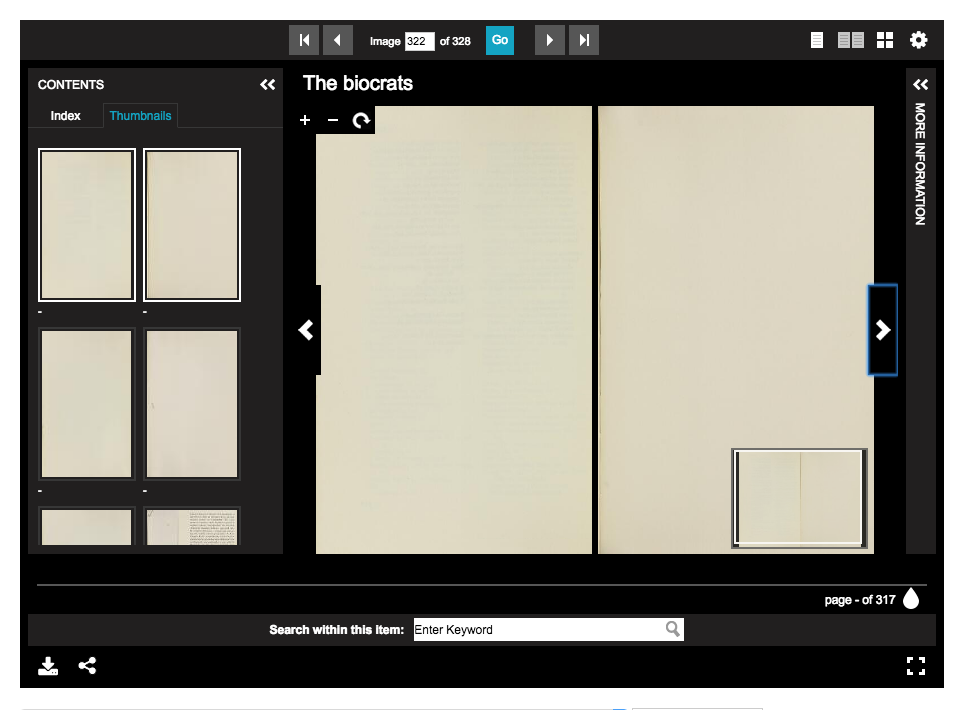 Image 322 of 328 Go
CONTENTS
The biocrats
Index Thumbnails
MORE INFORMATION
-
-
-
-
page - of 317
Search within this item: Enter Keyword